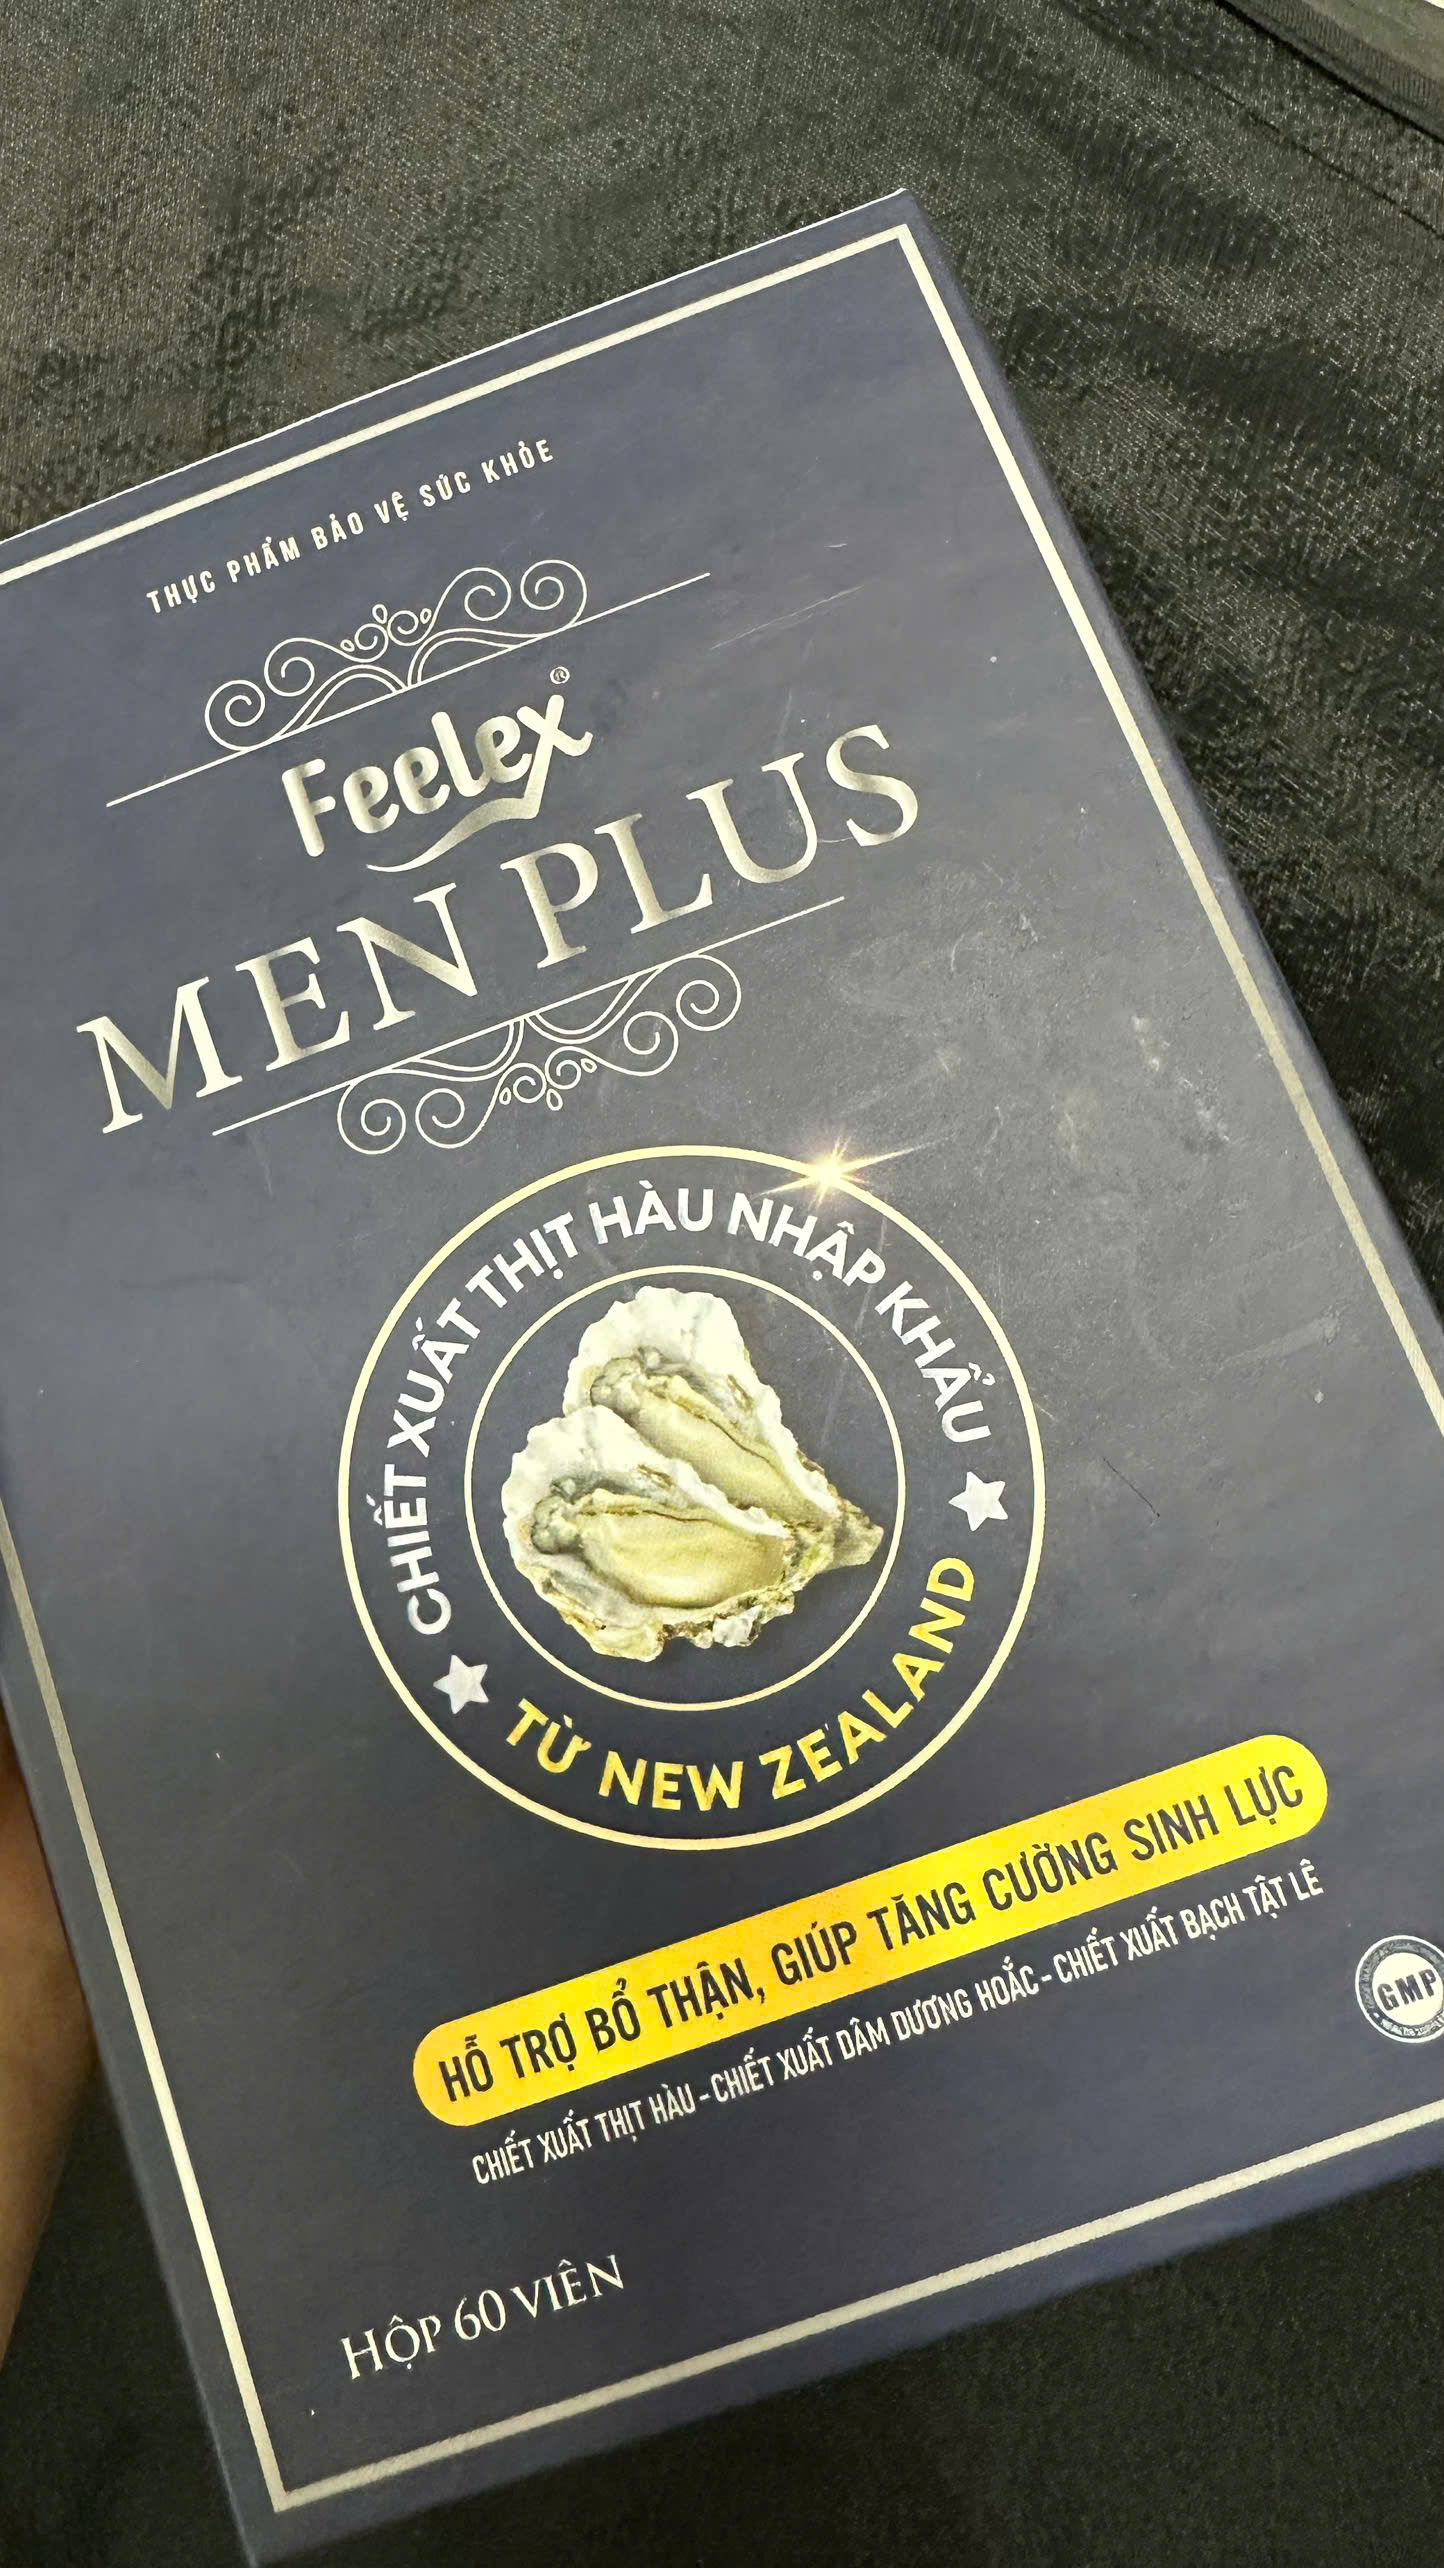 THỰC PHẨM BẢO VỆ SỨC KHỎE
Feelex®
MEN PLUS
CHIẾT XUẤT THỊT HÀU NHẬP KHẨU
TỪ NEW ZEALAND
HỖ TRỢ BỔ THẬN, GIÚP TĂNG CƯỜNG SINH LỰC
CHIẾT XUẤT THỊT HÀU - CHIẾT XUẤT DÂM DƯƠNG HOẮC - CHIẾT XUẤT BẠCH TẬT LÊ
GMP
HỘP 60 VIÊN